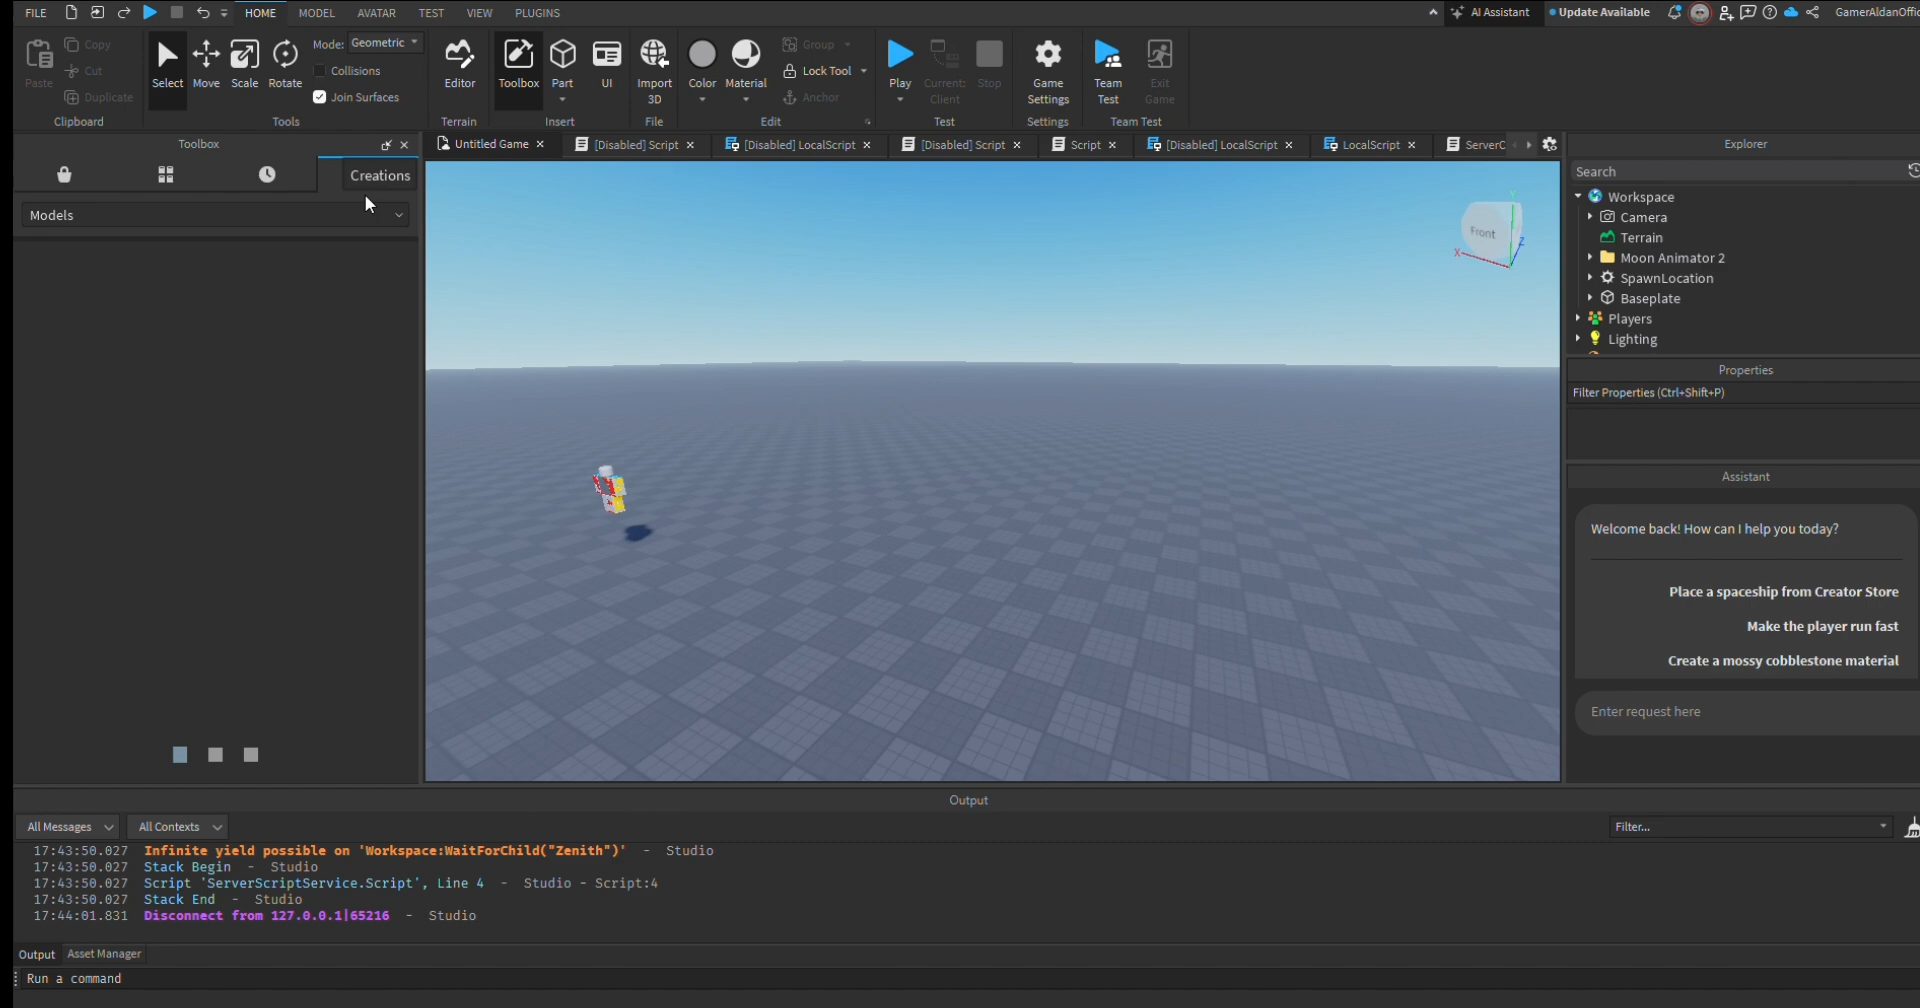 FILE HOME MODEL AVATAR TEST VIEW PLUGINS AI Assistant Update Available
Paste Copy Cut Duplicate Clipboard
Select Move Scale Rotate Mode: Geometric Collisions Join Surfaces Tools
Editor Terrain
Toolbox Part UI Insert
Import 3D File
Color Material Group Lock Tool Anchor Edit
Play Current: Client Stop Test
Game Settings Settings
Team Test Exit Game Team Test
Toolbox
Creations
Models
Untitled Game [Disabled] Script [Disabled] LocalScript [Disabled] Script Script [Disabled] LocalScript LocalScript ServerC
Front
X Y Z
Explorer
Search
Workspace
Camera
Terrain
Moon Animator 2
SpawnLocation
Baseplate
Players
Lighting
Properties
Filter Properties (Ctrl+Shift+P)
Assistant
Welcome back! How can I help you today?
Place a spaceship from Creator Store
Make the player run fast
Create a mossy cobblestone material
Enter request here
Output
All Messages All Contexts Filter...
17:43:50.027 Infinite yield possible on 'Workspace:WaitForChild("Zenith")' - Studio
17:43:50.027 Stack Begin - Studio
17:43:50.027 Script 'ServerScriptService.Script', Line 4 - Studio - Script:4
17:43:50.027 Stack End - Studio
17:44:01.831 Disconnect from 127.0.0.1|65216 - Studio
Output Asset Manager
Run a command